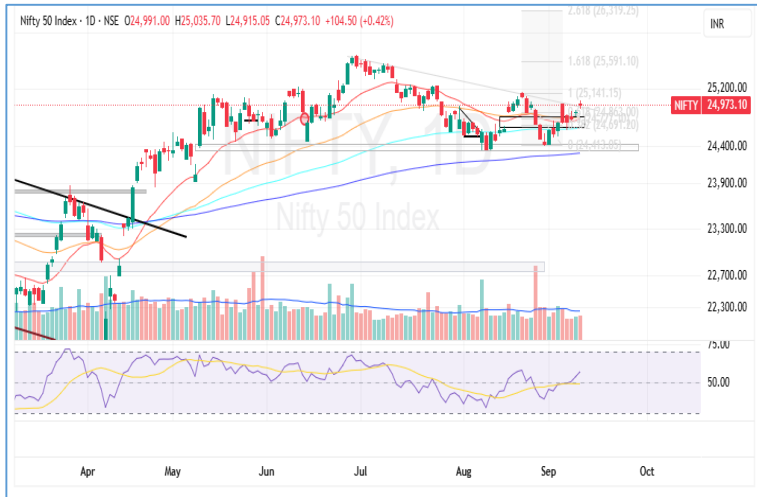 Nifty 50 Index · 1D · NSE O24,991.00 H25,035.70 L24,915.05 C24,973.10 +104.50 (+0.42%)
INR
2.618 (26,319.25)
1.618 (25,591.10)
25,200.00
1 (25,141.15)
NIFTY 24,973.10
24,400.00
0 (24,413.05)
NIFTY, 1D
23,900.00
Nifty 50 Index
23,300.00
22,700.00
22,300.00
75.00
50.00
Apr May Jun Jul Aug Sep Oct